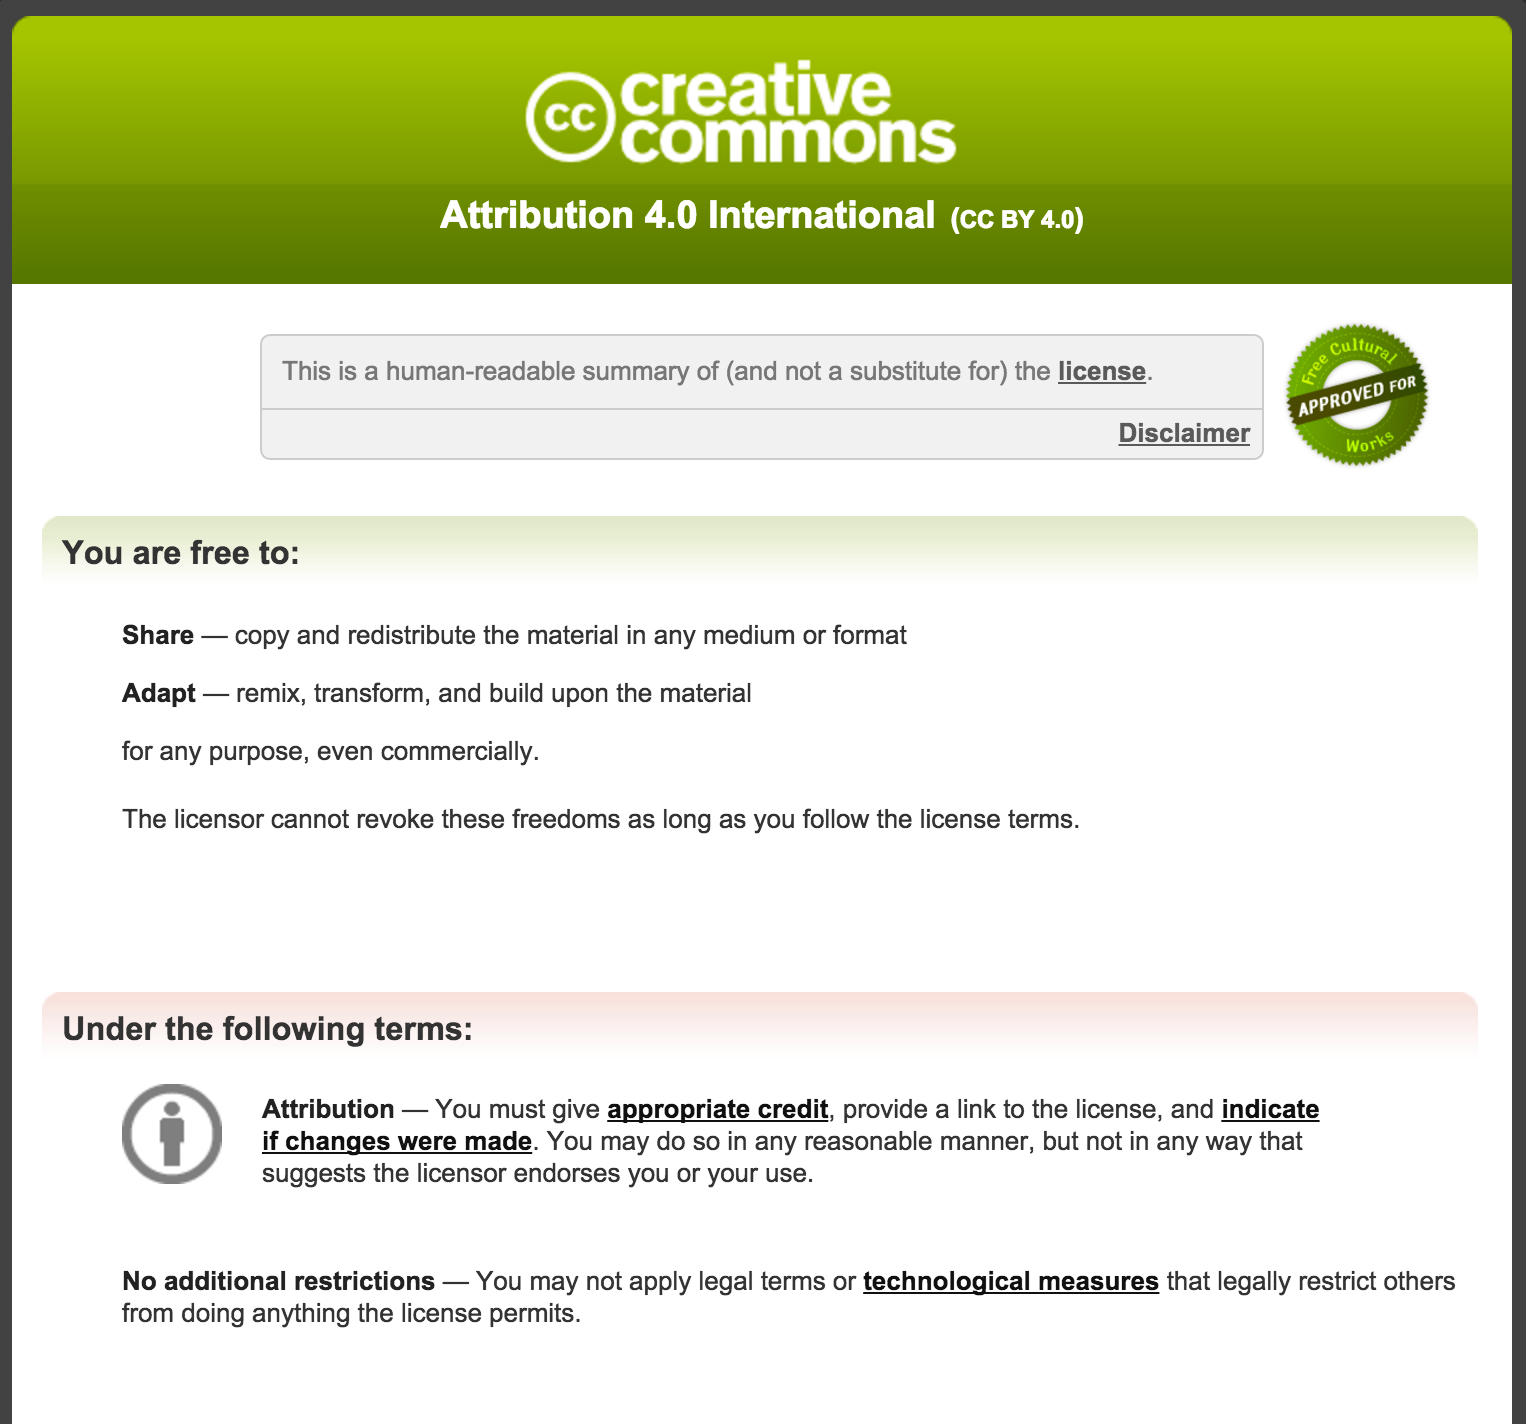 cc creative
commons
Attribution 4.0 International (CC BY 4.0)
This is a human-readable summary of (and not a substitute for) the license.
Disclaimer
Free Cultural
APPROVED FOR
Works
You are free to:
Share — copy and redistribute the material in any medium or format
Adapt — remix, transform, and build upon the material
for any purpose, even commercially.
The licensor cannot revoke these freedoms as long as you follow the license terms.
Under the following terms:
Attribution — You must give appropriate credit, provide a link to the license, and indicate
if changes were made. You may do so in any reasonable manner, but not in any way that
suggests the licensor endorses you or your use.
No additional restrictions — You may not apply legal terms or technological measures that legally restrict others
from doing anything the license permits.